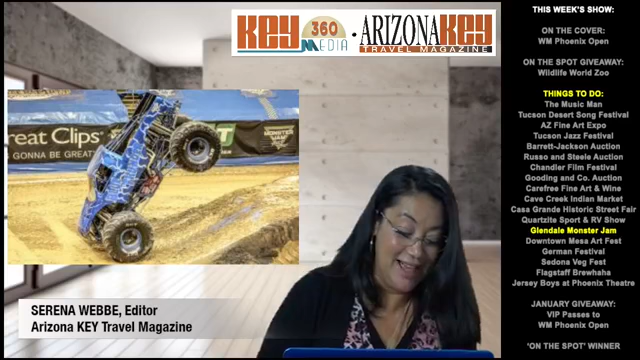 KEY 360 MEDIA · ARIZONA KEY
TRAVEL MAGAZINE
reat Clips
A GONNA BE GREAT
MONSTER JAM
SERENA WEBBE, Editor
Arizona KEY Travel Magazine
THIS WEEK'S SHOW:
ON THE COVER:
WM Phoenix Open
ON THE SPOT GIVEAWAY:
Wildlife World Zoo
THINGS TO DO:
The Music Man
Tucson Desert Song Festival
AZ Fine Art Expo
Tucson Jazz Festival
Barrett-Jackson Auction
Russo and Steele Auction
Chandler Film Festival
Gooding and Co. Auction
Carefree Fine Art & Wine
Cave Creek Indian Market
Casa Grande Historic Street Fair
Quartzite Sport & RV Show
Glendale Monster Jam
Downtown Mesa Art Fest
German Festival
Sedona Veg Fest
Flagstaff Brewhaha
Jersey Boys at Phoenix Theatre
JANUARY GIVEAWAY:
VIP Passes to
WM Phoenix Open
'ON THE SPOT' WINNER